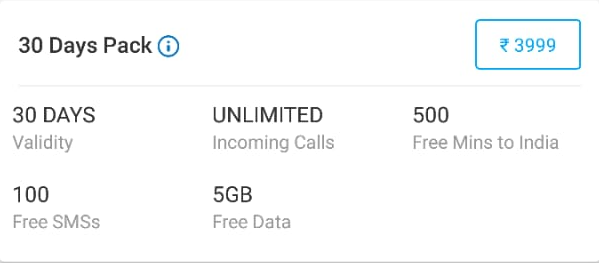 30 Days Pack
₹ 3999
30 DAYS UNLIMITED 500
Validity Incoming Calls Free Mins to India
100 5GB
Free SMSs Free Data